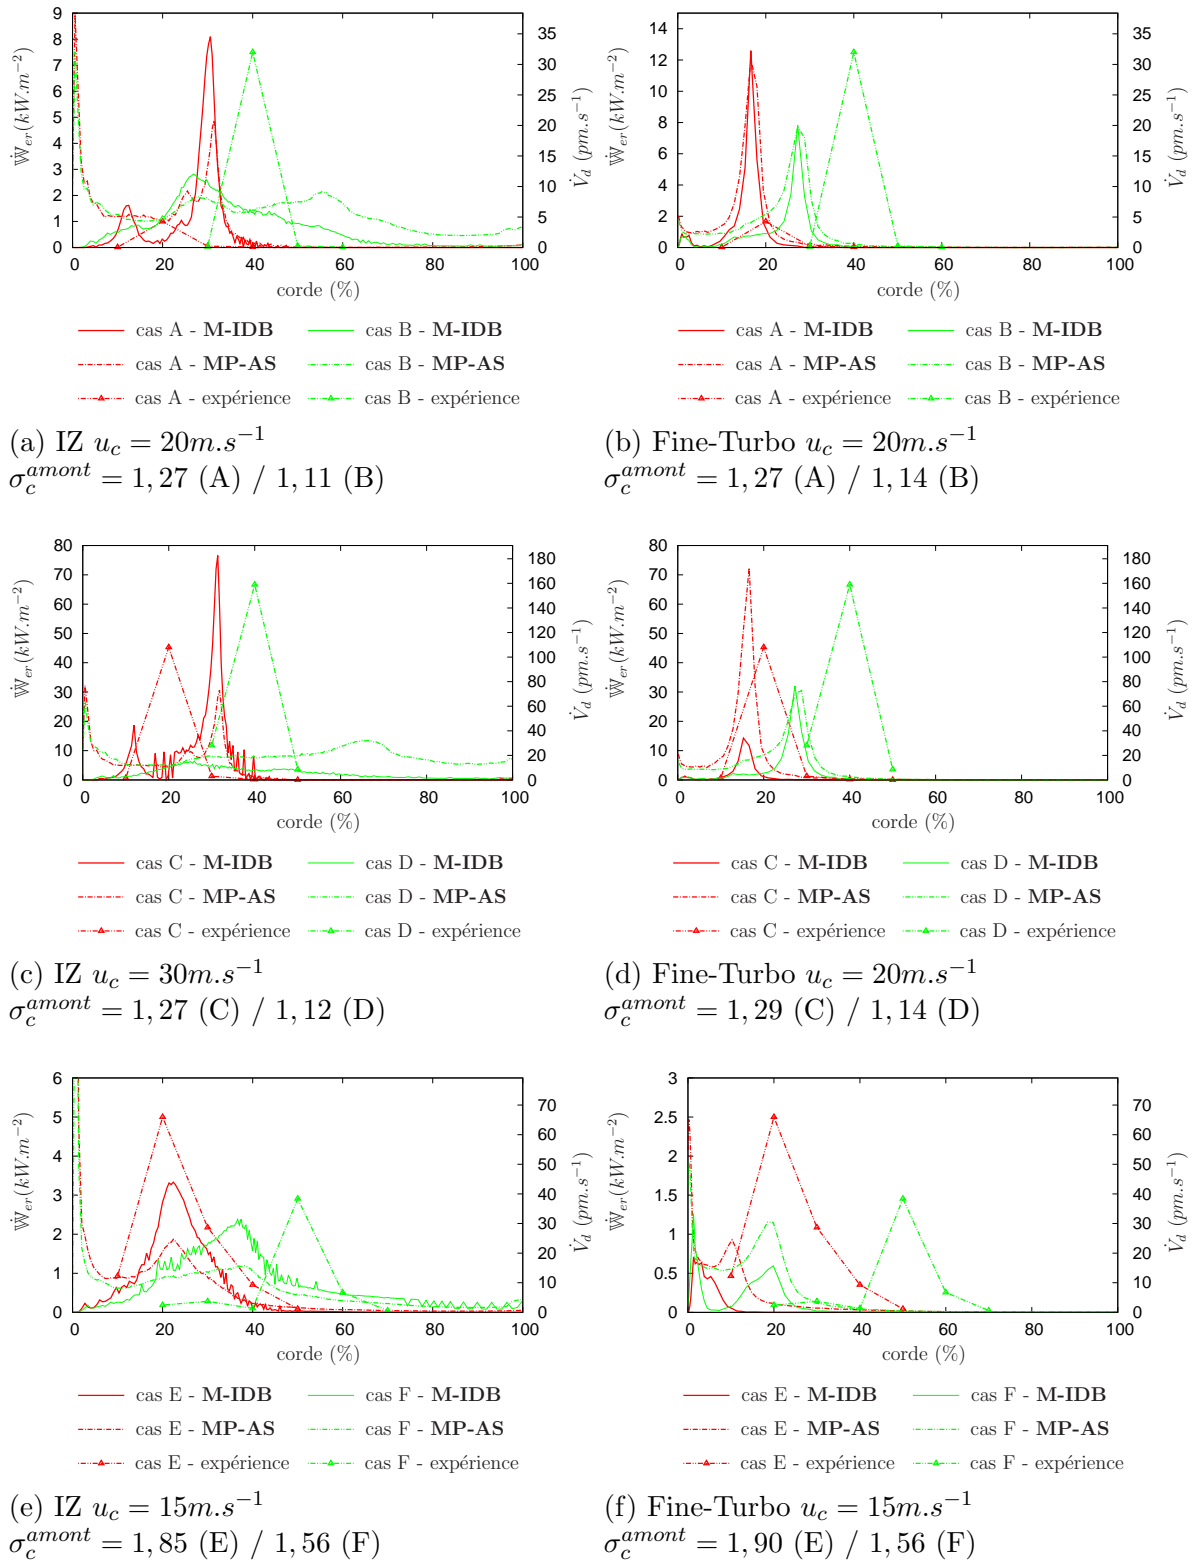 9
8
7
6
5
4
3
2
1
0
Ẇer(kW.m−2)
35
30
25
20
15
10
5
0
V̇d (pm.s−1)
0 20 40 60 80 100
corde (%)
cas A - M-IDB
cas B - M-IDB
cas A - MP-AS
cas B - MP-AS
cas A - expérience
cas B - expérience
(a) IZ uc = 20m.s−1
σc^amont = 1, 27 (A) / 1, 11 (B)
14
12
10
8
6
4
2
0
Ẇer(kW.m−2)
35
30
25
20
15
10
5
0
V̇d (pm.s−1)
0 20 40 60 80 100
corde (%)
cas A - M-IDB
cas B - M-IDB
cas A - MP-AS
cas B - MP-AS
cas A - expérience
cas B - expérience
(b) Fine-Turbo uc = 20m.s−1
σc^amont = 1, 27 (A) / 1, 14 (B)
80
70
60
50
40
30
20
10
0
Ẇer(kW.m−2)
180
160
140
120
100
80
60
40
20
0
V̇d (pm.s−1)
0 20 40 60 80 100
corde (%)
cas C - M-IDB
cas D - M-IDB
cas C - MP-AS
cas D - MP-AS
cas C - expérience
cas D - expérience
(c) IZ uc = 30m.s−1
σc^amont = 1, 27 (C) / 1, 12 (D)
80
70
60
50
40
30
20
10
0
Ẇer(kW.m−2)
180
160
140
120
100
80
60
40
20
0
V̇d (pm.s−1)
0 20 40 60 80 100
corde (%)
cas C - M-IDB
cas D - M-IDB
cas C - MP-AS
cas D - MP-AS
cas C - expérience
cas D - expérience
(d) Fine-Turbo uc = 20m.s−1
σc^amont = 1, 29 (C) / 1, 14 (D)
6
5
4
3
2
1
0
Ẇer(kW.m−2)
70
60
50
40
30
20
10
0
V̇d (pm.s−1)
0 20 40 60 80 100
corde (%)
cas E - M-IDB
cas F - M-IDB
cas E - MP-AS
cas F - MP-AS
cas E - expérience
cas F - expérience
(e) IZ uc = 15m.s−1
σc^amont = 1, 85 (E) / 1, 56 (F)
3
2.5
2
1.5
1
0.5
0
Ẇer(kW.m−2)
70
60
50
40
30
20
10
0
V̇d (pm.s−1)
0 20 40 60 80 100
corde (%)
cas E - M-IDB
cas F - M-IDB
cas E - MP-AS
cas F - MP-AS
cas E - expérience
cas F - expérience
(f) Fine-Turbo uc = 15m.s−1
σc^amont = 1, 90 (E) / 1, 56 (F)